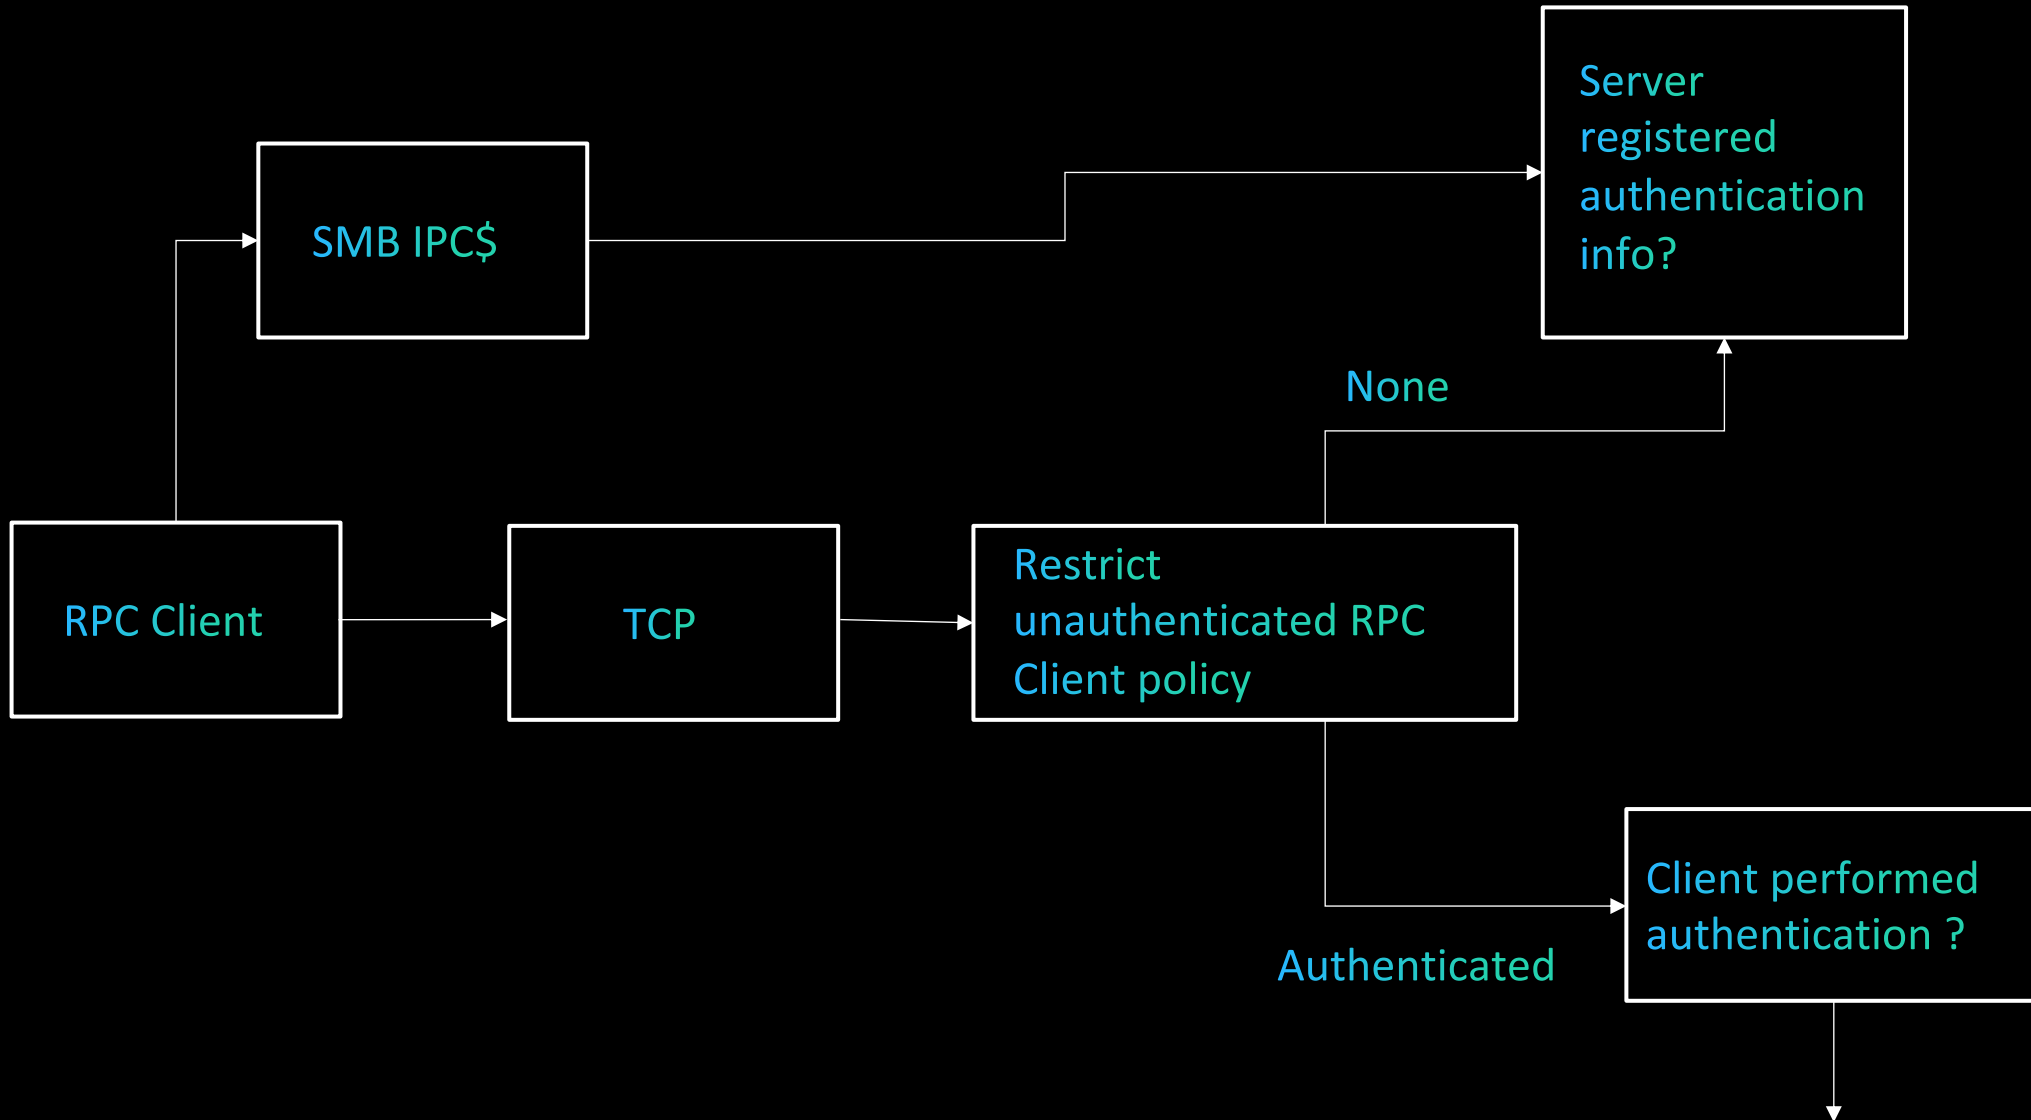 Server
registered
authentication
info?
SMB IPC$
None
RPC Client
TCP
Restrict
unauthenticated RPC
Client policy
Client performed
authentication ?
Authenticated